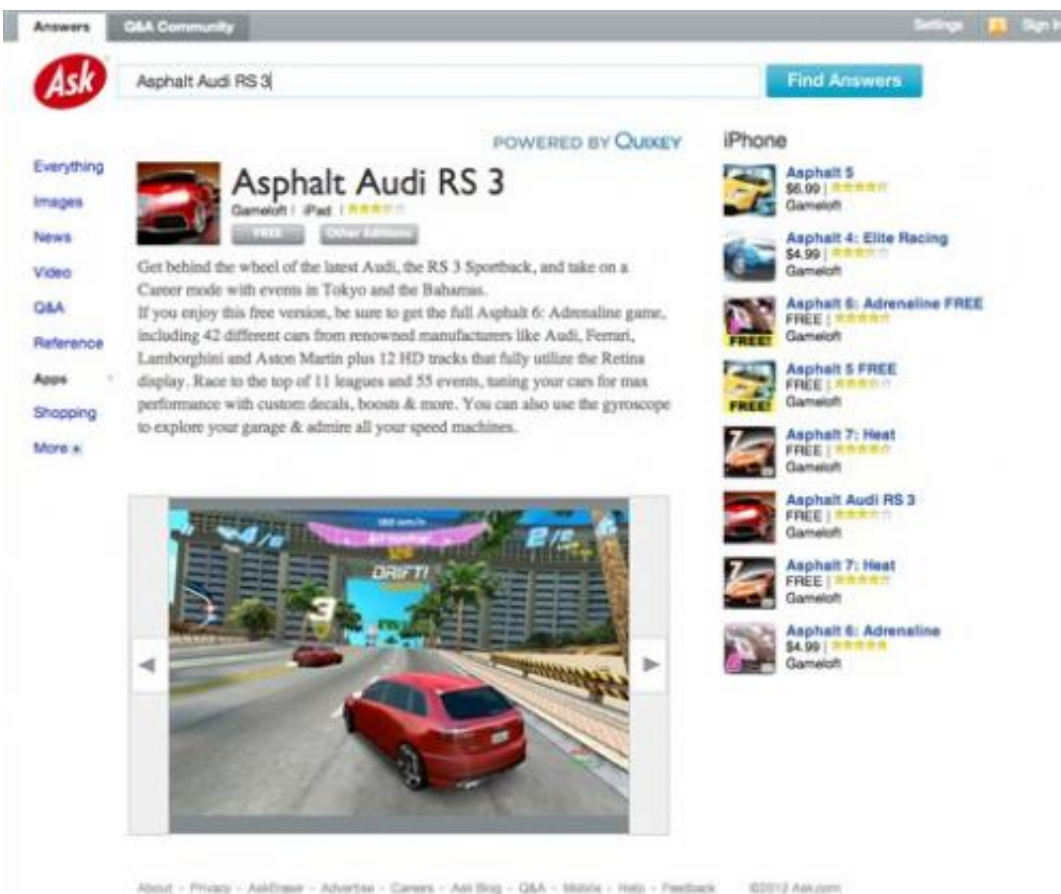 Answers
Q&A Community
Settings
Sign In
Ask
Asphalt Audi RS 3
Find Answers
POWERED BY QUIXEY
Everything
Images
News
Video
Q&A
Reference
Apps
Shopping
More
Asphalt Audi RS 3
Gameloft | iPad |
FREE
Other Editions
Get behind the wheel of the latest Audi, the RS 3 Sportback, and take on a
Career mode with events in Tokyo and the Bahamas.
If you enjoy this free version, be sure to get the full Asphalt 6: Adrenaline game,
including 42 different cars from renowned manufacturers like Audi, Ferrari,
Lamborghini and Aston Martin plus 12 HD tracks that fully utilize the Retina
display. Race to the top of 11 leagues and 55 events, tuning your cars for max
performance with custom decals, boosts & more. You can also use the gyroscope
to explore your garage & admire all your speed machines.
DRIFT!
3
iPhone
Asphalt 5
$6.99 |
Gameloft
Asphalt 4: Elite Racing
$4.99 |
Gameloft
Asphalt 6: Adrenaline FREE
FREE |
Gameloft
FREE!
Asphalt 5 FREE
FREE |
Gameloft
FREE!
Asphalt 7: Heat
FREE |
Gameloft
Asphalt Audi RS 3
FREE |
Gameloft
Asphalt 7: Heat
FREE |
Gameloft
Asphalt 6: Adrenaline
$4.99 |
Gameloft
About - Privacy - AskEraser - Advertise - Careers - Ask Blog - Q&A - Mobile - Help - Feedback ©2012 Ask.com